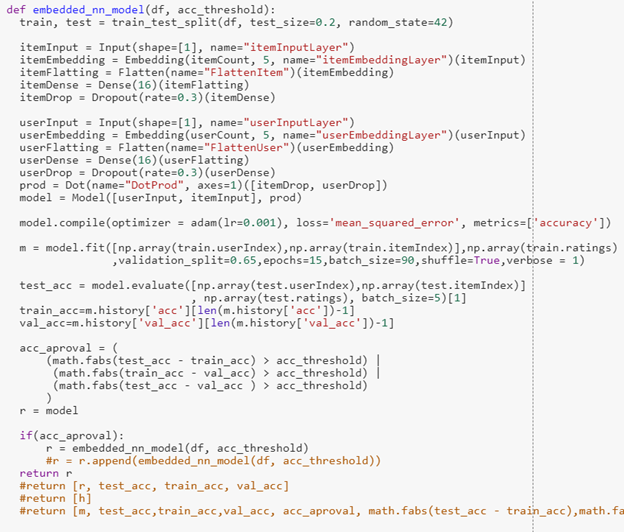 def embedded_nn_model(df, acc_threshold):
train, test = train_test_split(df, test_size=0.2, random_state=42)
itemInput = Input(shape=[1], name="itemInputLayer")
itemEmbedding = Embedding(itemCount, 5, name="itemEmbeddingLayer")(itemInput)
itemFlatting = Flatten(name="FlattenItem")(itemEmbedding)
itemDense = Dense(16)(itemFlatting)
itemDrop = Dropout(rate=0.3)(itemDense)
userInput = Input(shape=[1], name="userInputLayer")
userEmbedding = Embedding(userCount, 5, name="userEmbeddingLayer")(userInput)
userFlatting = Flatten(name="FlattenUser")(userEmbedding)
userDense = Dense(16)(userFlatting)
userDrop = Dropout(rate=0.3)(userDense)
prod = Dot(name="DotProd", axes=1)([itemDrop, userDrop])
model = Model([userInput, itemInput], prod)
model.compile(optimizer = adam(lr=0.001), loss='mean_squared_error', metrics=['accuracy'])
m = model.fit([np.array(train.userIndex),np.array(train.itemIndex)],np.array(train.ratings)
,validation_split=0.65,epochs=15,batch_size=90,shuffle=True,verbose = 1)
test_acc = model.evaluate([np.array(test.userIndex),np.array(test.itemIndex)]
, np.array(test.ratings), batch_size=5)[1]
train_acc=m.history['acc'][len(m.history['acc'])-1]
val_acc=m.history['val_acc'][len(m.history['val_acc'])-1]
acc_aproval = (
(math.fabs(test_acc - train_acc) > acc_threshold) |
(math.fabs(train_acc - val_acc) > acc_threshold) |
(math.fabs(test_acc - val_acc ) > acc_threshold)
)
r = model
if(acc_aproval):
r = embedded_nn_model(df, acc_threshold)
#r = r.append(embedded_nn_model(df, acc_threshold))
return r
#return [r, test_acc, train_acc, val_acc]
#return [h]
#return [m, test_acc,train_acc,val_acc, acc_aproval, math.fabs(test_acc - train_acc),math.fa